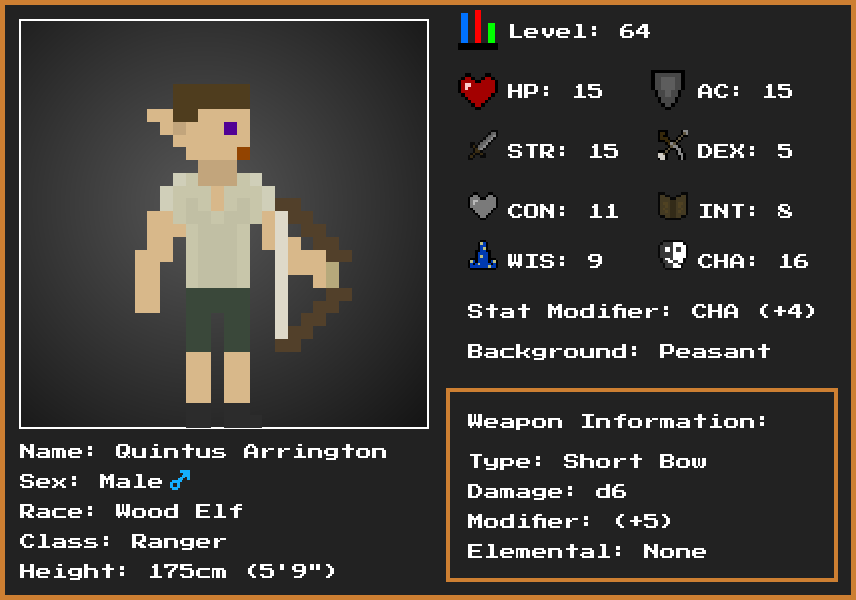 Level: 64
HP: 15 AC: 15
STR: 15 DEX: 5
CON: 11 INT: 8
WIS: 9 CHA: 16
Stat Modifier: CHA (+4)
Background: Peasant
Weapon Information:
Type: Short Bow
Damage: d6
Modifier: (+5)
Elemental: None
Name: Quintus Arrington
Sex: Male ♂
Race: Wood Elf
Class: Ranger
Height: 175cm (5'9")